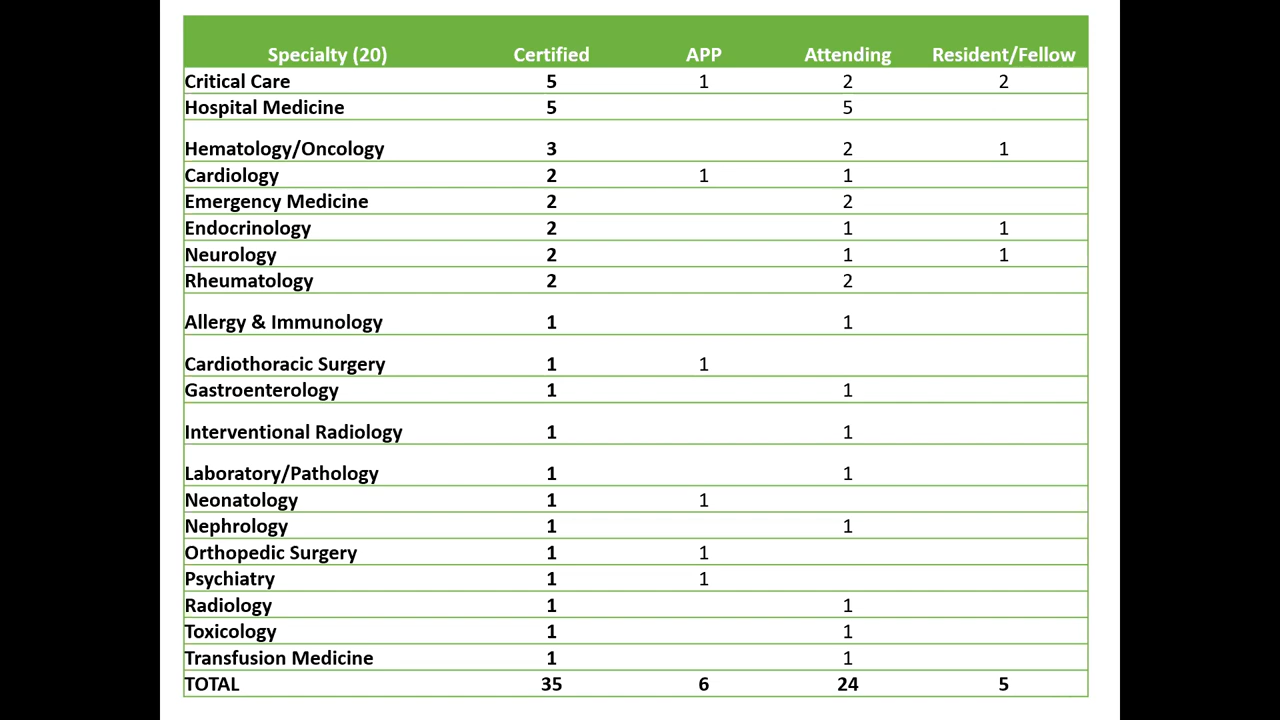 Specialty (20) Certified APP Attending Resident/Fellow
Critical Care 5 1 2 2
Hospital Medicine 5 5
Hematology/Oncology 3 2 1
Cardiology 2 1 1
Emergency Medicine 2 2
Endocrinology 2 1 1
Neurology 2 1 1
Rheumatology 2 2
Allergy & Immunology 1 1
Cardiothoracic Surgery 1 1
Gastroenterology 1 1
Interventional Radiology 1 1
Laboratory/Pathology 1 1
Neonatology 1 1
Nephrology 1 1
Orthopedic Surgery 1 1
Psychiatry 1 1
Radiology 1 1
Toxicology 1 1
Transfusion Medicine 1 1
TOTAL 35 6 24 5